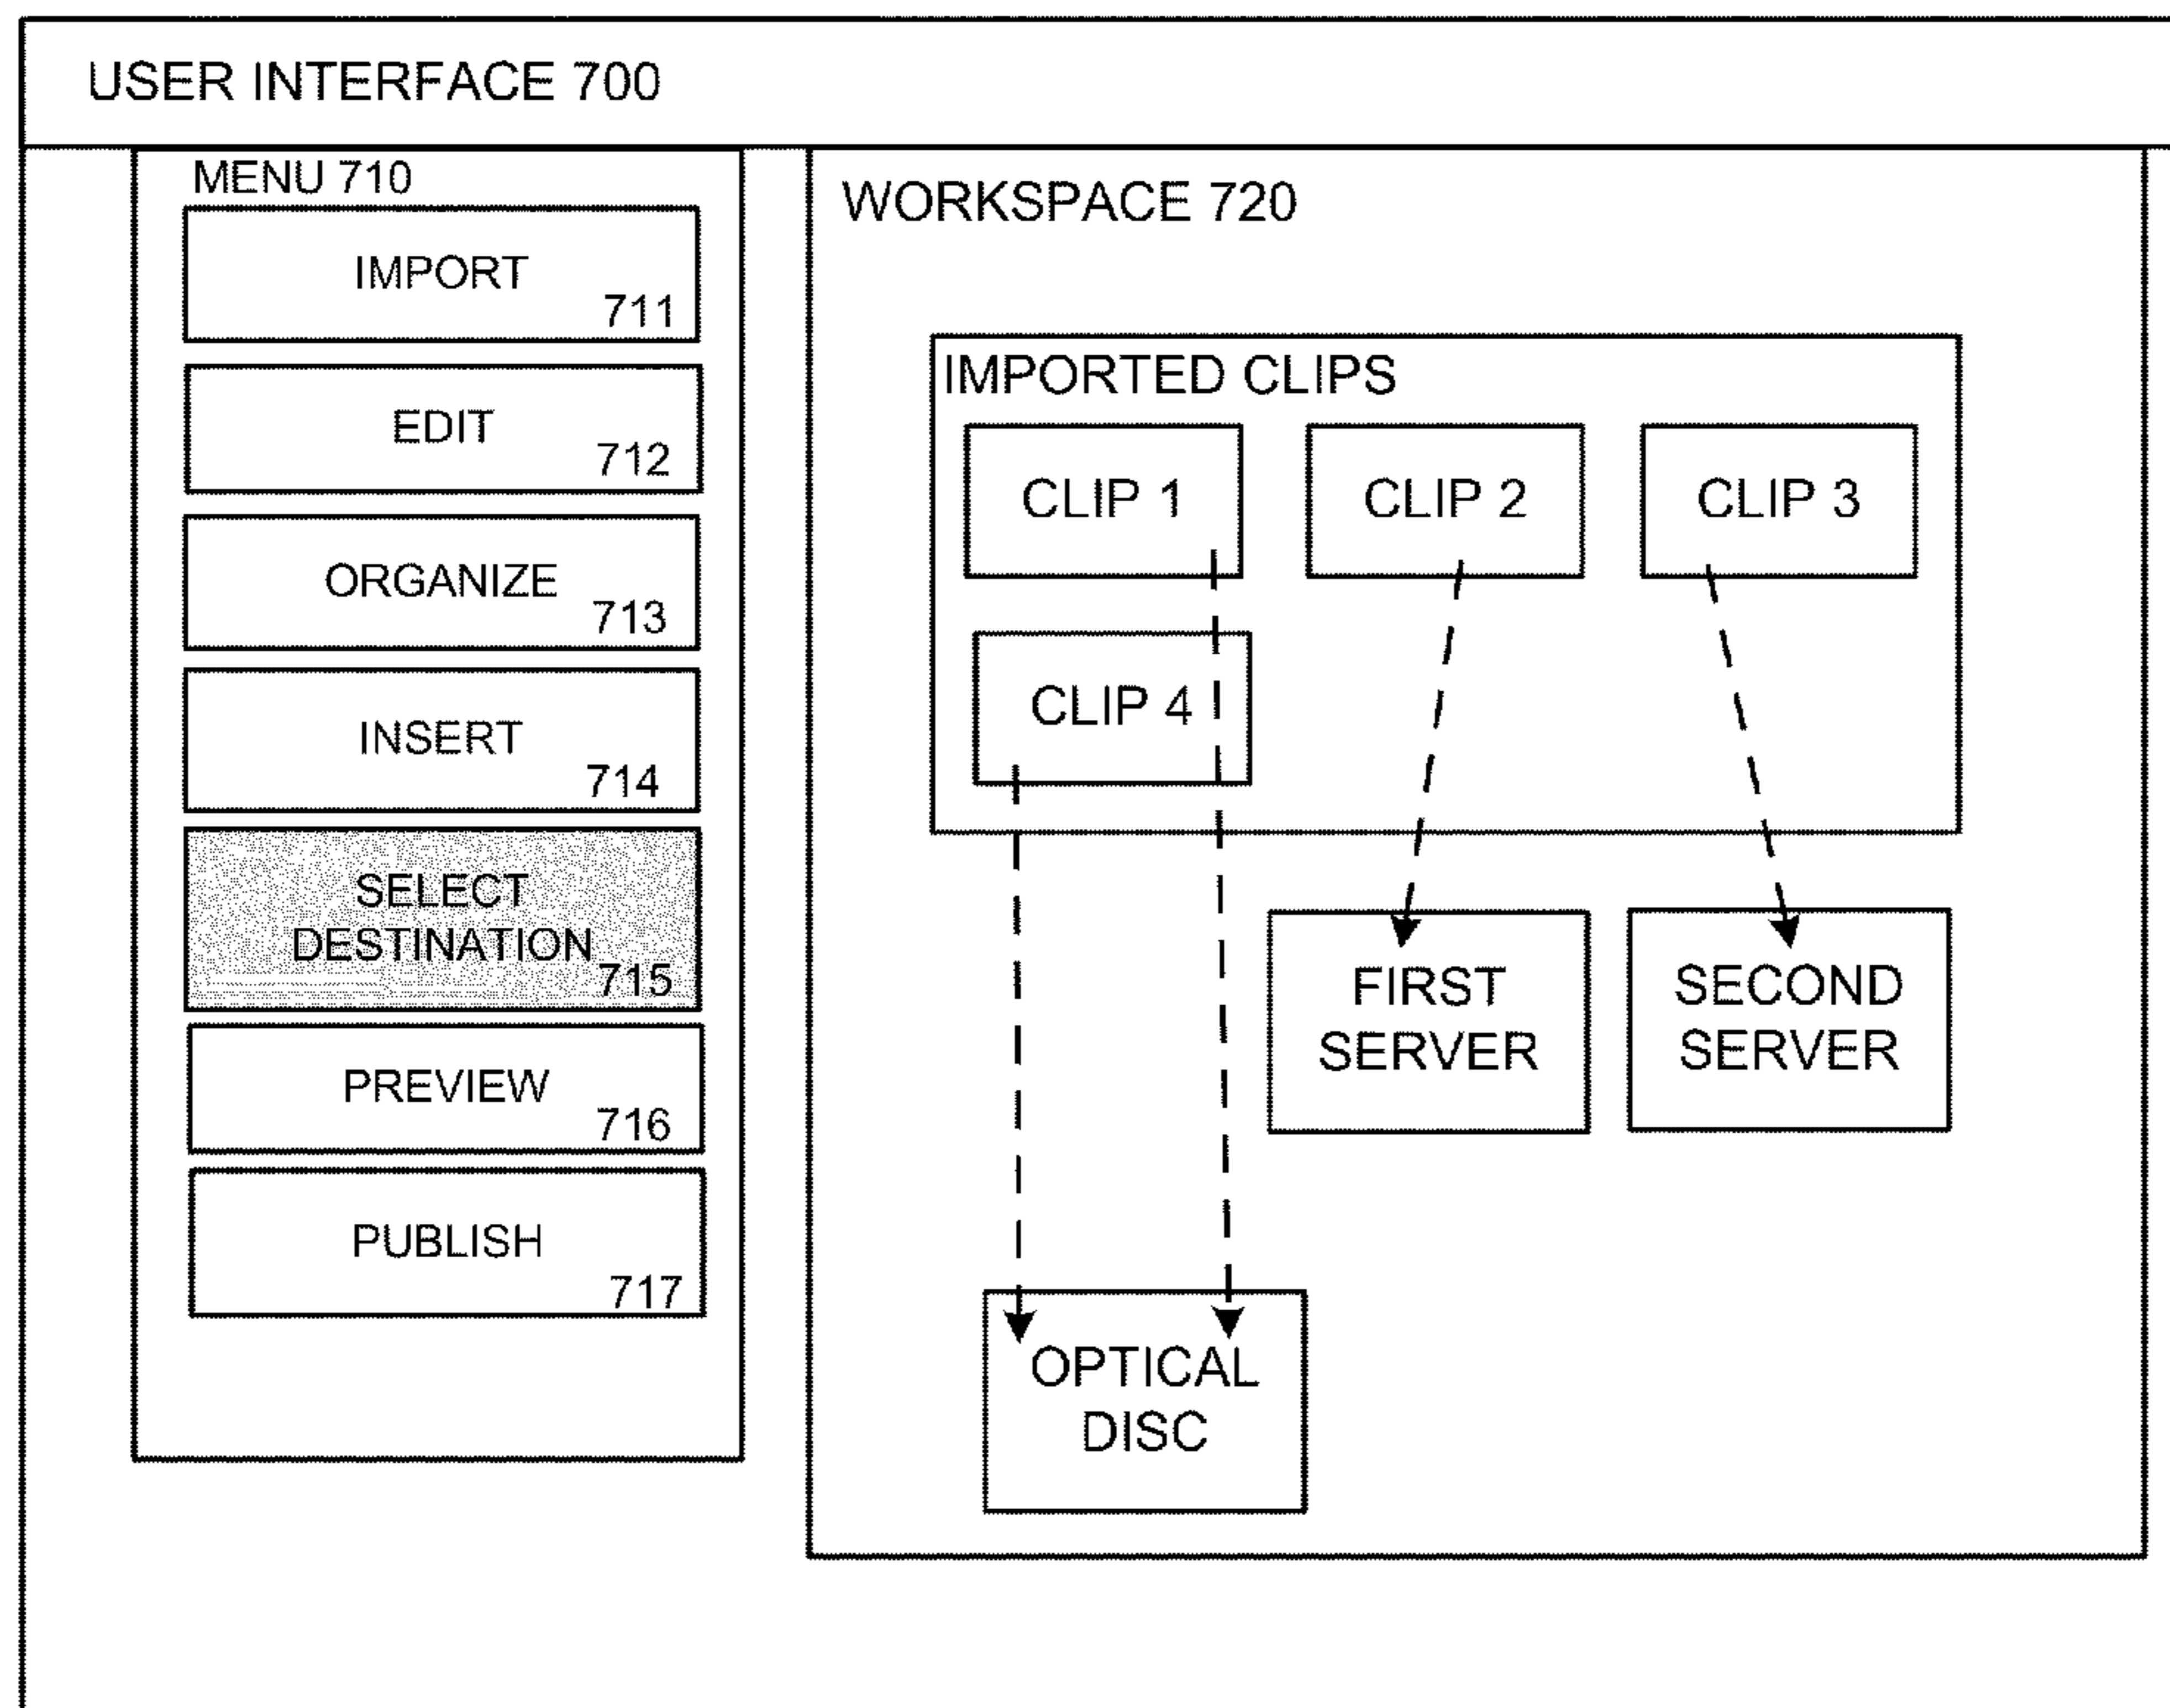 USER INTERFACE 700
MENU 710
IMPORT
711
EDIT
712
ORGANIZE
713
INSERT
714
SELECT
DESTINATION
715
PREVIEW
716
PUBLISH
717
WORKSPACE 720
IMPORTED CLIPS
CLIP 1
CLIP 2
CLIP 3
CLIP 4
FIRST
SERVER
SECOND
SERVER
OPTICAL
DISC